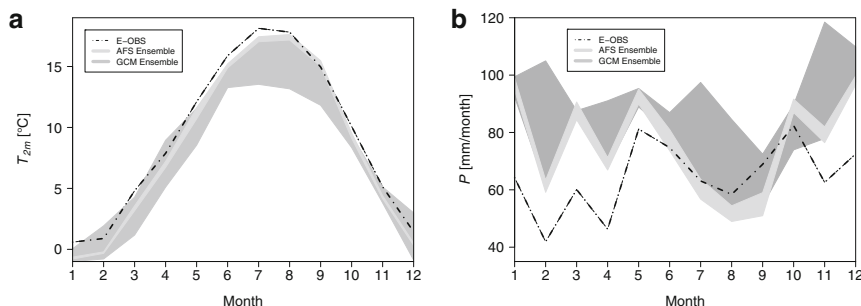 a
E-OBS
AFS Ensemble
GCM Ensemble
T2m [°C]
15
10
5
0
1 2 3 4 5 6 7 8 9 10 11 12
Month
b
E-OBS
AFS Ensemble
GCM Ensemble
P [mm/month]
120
100
80
60
40
1 2 3 4 5 6 7 8 9 10 11 12
Month